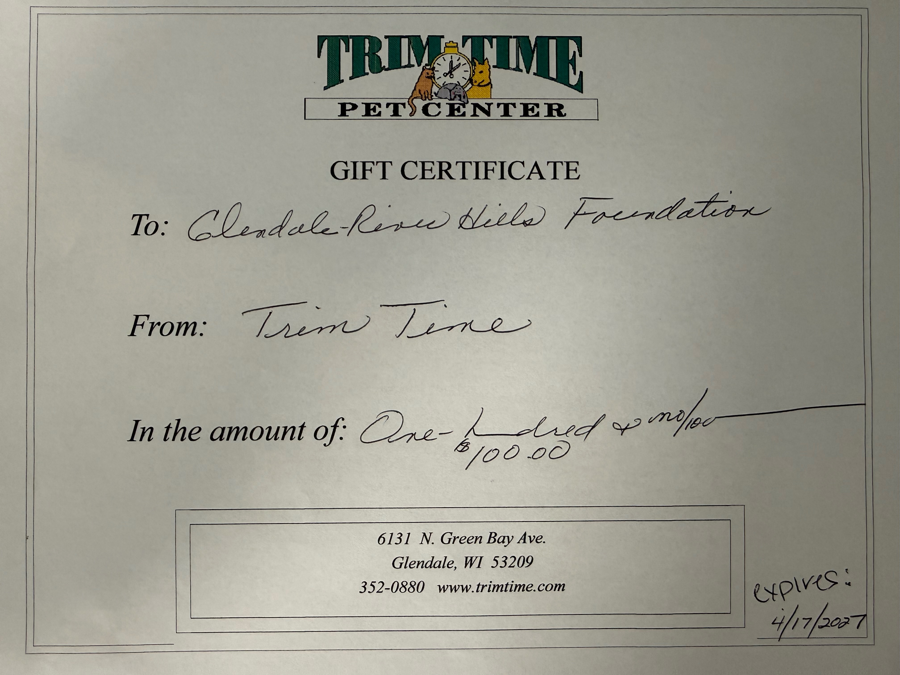 TRIM TIME
PET CENTER
GIFT CERTIFICATE
To: Glendale-River Hills Foundation
From: Trim Time
In the amount of: One-hundred & no/100
$100.00
6131 N. Green Bay Ave.
Glendale, WI 53209
352-0880 www.trimtime.com
expires:
4/17/2027